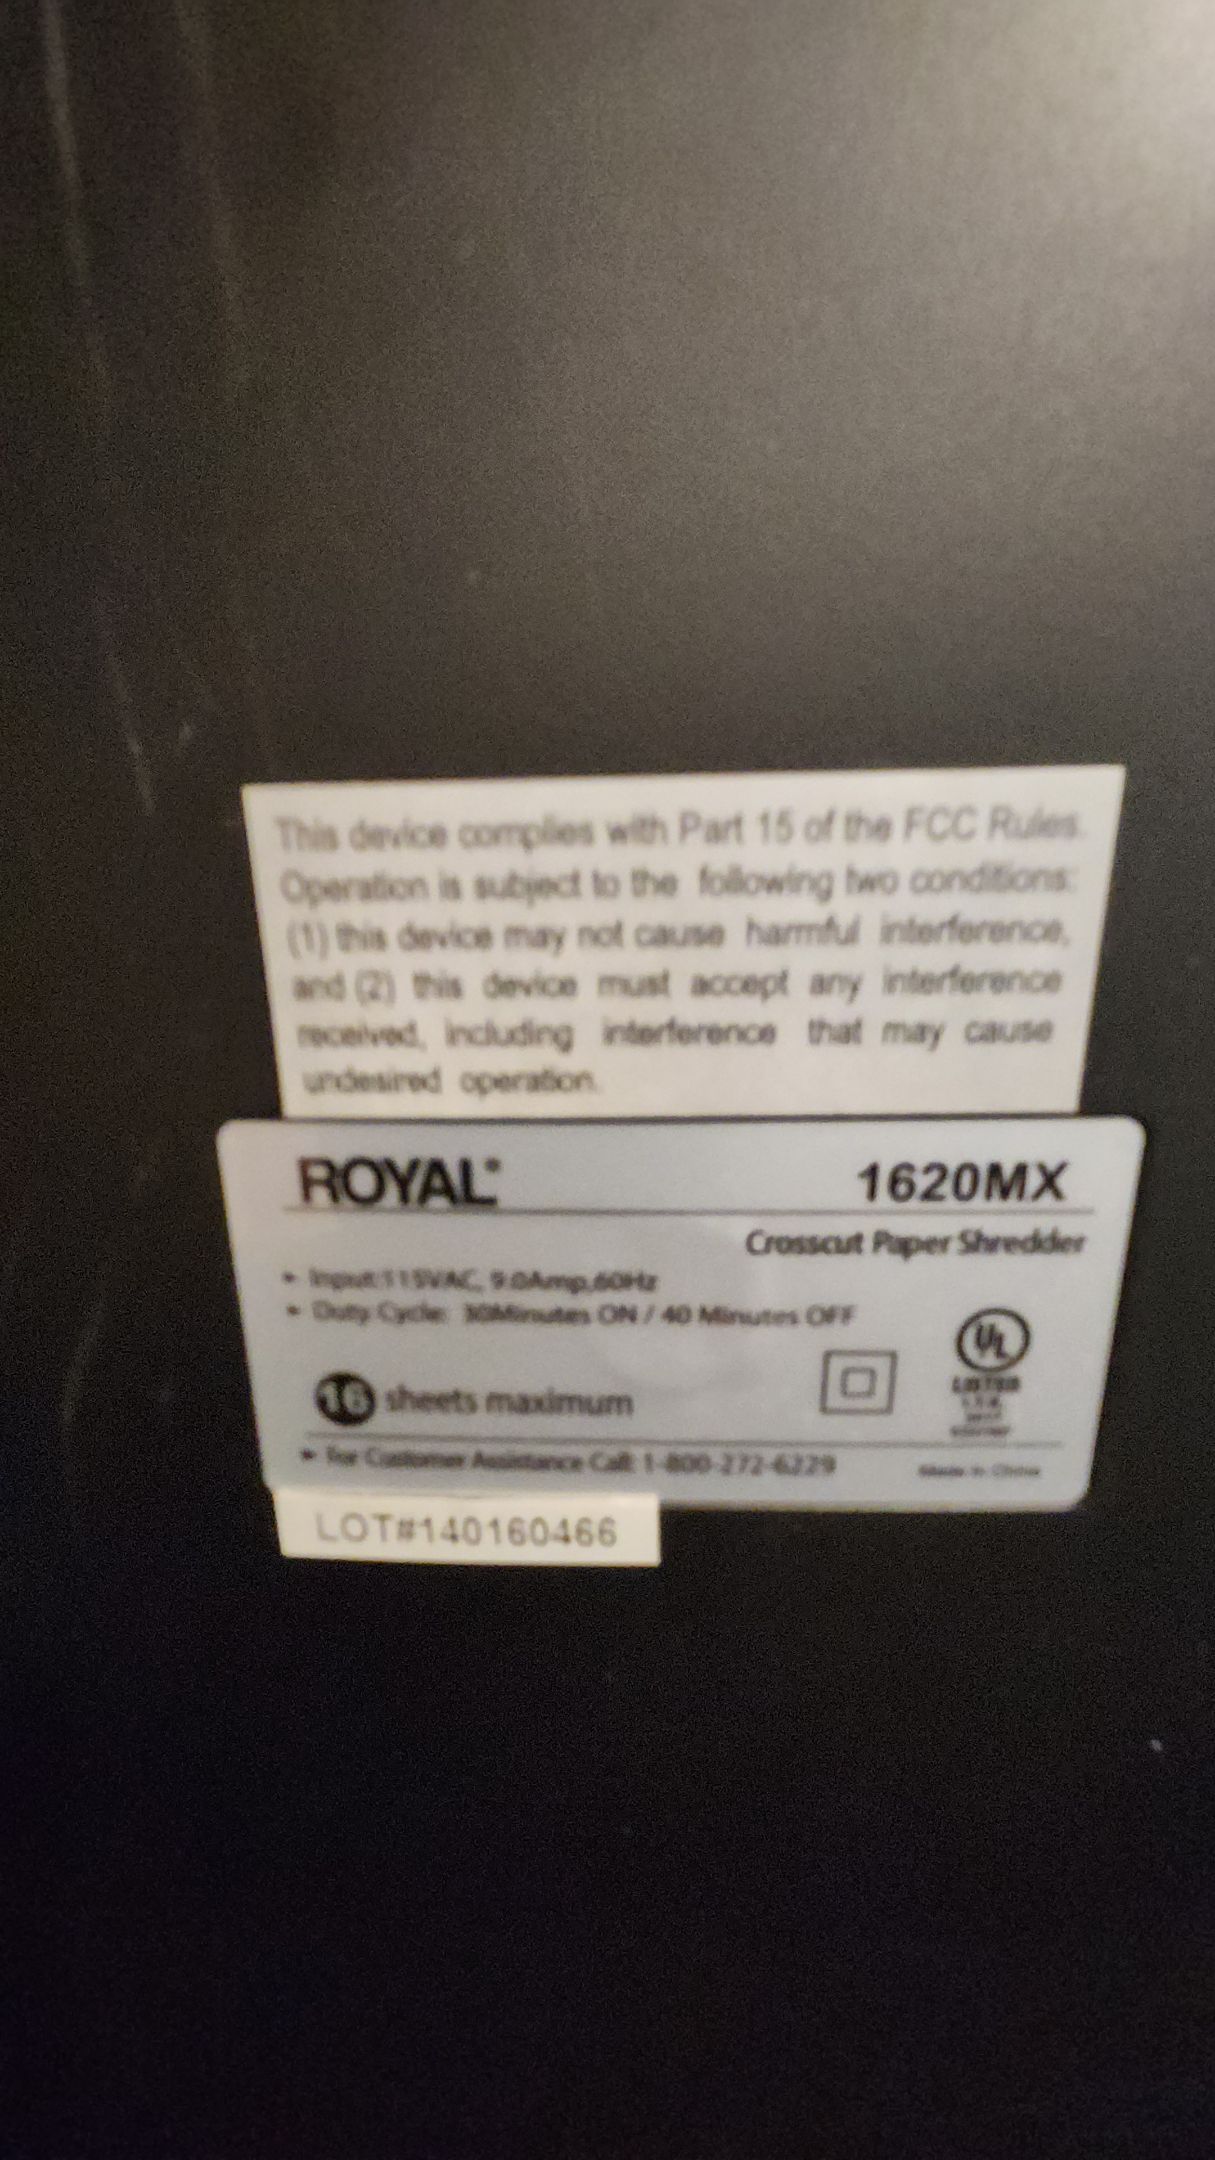 This device complies with Part 15 of the FCC Rules.
Operation is subject to the following two conditions:
(1) this device may not cause harmful interference,
and (2) this device must accept any interference
received, including interference that may cause
undesired operation.
ROYAL® 1620MX
Crosscut Paper Shredder
Input:115VAC, 9.0Amp,60Hz
Duty Cycle: 30Minutes ON / 40 Minutes OFF
16 sheets maximum
UL
LISTED
For Customer Assistance Call: 1-800-272-6229
Made in China
LOT#140160466